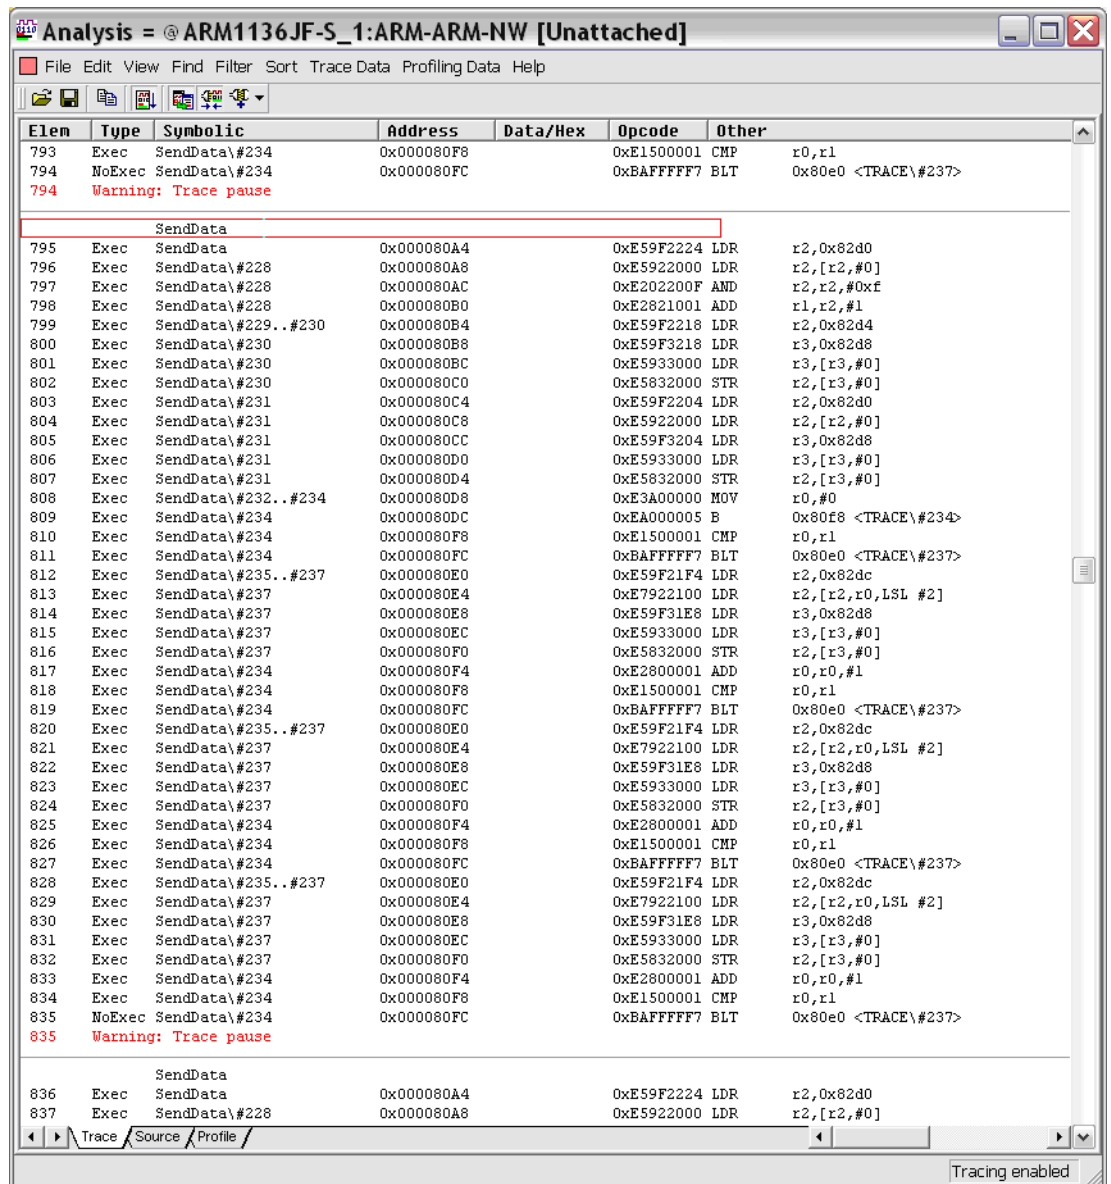 Analysis = @ARM1136JF-S_1:ARM-ARM-NW [Unattached]
File Edit View Find Filter Sort Trace Data Profiling Data Help
Elem Type Symbolic Address Data/Hex Opcode Other
793 Exec SendData\#234 0x000080F8 0xE1500001 CMP r0,r1
794 NoExec SendData\#234 0x000080FC 0xBAFFFFF7 BLT 0x80e0 <TRACE\#237>
794 Warning: Trace pause
SendData
795 Exec SendData 0x000080A4 0xE59F2224 LDR r2,0x82d0
796 Exec SendData\#228 0x000080A8 0xE5922000 LDR r2,[r2,#0]
797 Exec SendData\#228 0x000080AC 0xE202200F AND r2,r2,#0xf
798 Exec SendData\#228 0x000080B0 0xE2821001 ADD r1,r2,#1
799 Exec SendData\#229..#230 0x000080B4 0xE59F2218 LDR r2,0x82d4
800 Exec SendData\#230 0x000080B8 0xE59F3218 LDR r3,0x82d8
801 Exec SendData\#230 0x000080BC 0xE5933000 LDR r3,[r3,#0]
802 Exec SendData\#230 0x000080C0 0xE5832000 STR r2,[r3,#0]
803 Exec SendData\#231 0x000080C4 0xE59F2204 LDR r2,0x82d0
804 Exec SendData\#231 0x000080C8 0xE5922000 LDR r2,[r2,#0]
805 Exec SendData\#231 0x000080CC 0xE59F3204 LDR r3,0x82d8
806 Exec SendData\#231 0x000080D0 0xE5933000 LDR r3,[r3,#0]
807 Exec SendData\#231 0x000080D4 0xE5832000 STR r2,[r3,#0]
808 Exec SendData\#232..#234 0x000080D8 0xE3A00000 MOV r0,#0
809 Exec SendData\#234 0x000080DC 0xEA000005 B 0x80f8 <TRACE\#234>
810 Exec SendData\#234 0x000080F8 0xE1500001 CMP r0,r1
811 Exec SendData\#234 0x000080FC 0xBAFFFFF7 BLT 0x80e0 <TRACE\#237>
812 Exec SendData\#235..#237 0x000080E0 0xE59F21F4 LDR r2,0x82dc
813 Exec SendData\#237 0x000080E4 0xE7922100 LDR r2,[r2,r0,LSL #2]
814 Exec SendData\#237 0x000080E8 0xE59F31E8 LDR r3,0x82d8
815 Exec SendData\#237 0x000080EC 0xE5933000 LDR r3,[r3,#0]
816 Exec SendData\#237 0x000080F0 0xE5832000 STR r2,[r3,#0]
817 Exec SendData\#234 0x000080F4 0xE2800001 ADD r0,r0,#1
818 Exec SendData\#234 0x000080F8 0xE1500001 CMP r0,r1
819 Exec SendData\#234 0x000080FC 0xBAFFFFF7 BLT 0x80e0 <TRACE\#237>
820 Exec SendData\#235..#237 0x000080E0 0xE59F21F4 LDR r2,0x82dc
821 Exec SendData\#237 0x000080E4 0xE7922100 LDR r2,[r2,r0,LSL #2]
822 Exec SendData\#237 0x000080E8 0xE59F31E8 LDR r3,0x82d8
823 Exec SendData\#237 0x000080EC 0xE5933000 LDR r3,[r3,#0]
824 Exec SendData\#237 0x000080F0 0xE5832000 STR r2,[r3,#0]
825 Exec SendData\#234 0x000080F4 0xE2800001 ADD r0,r0,#1
826 Exec SendData\#234 0x000080F8 0xE1500001 CMP r0,r1
827 Exec SendData\#234 0x000080FC 0xBAFFFFF7 BLT 0x80e0 <TRACE\#237>
828 Exec SendData\#235..#237 0x000080E0 0xE59F21F4 LDR r2,0x82dc
829 Exec SendData\#237 0x000080E4 0xE7922100 LDR r2,[r2,r0,LSL #2]
830 Exec SendData\#237 0x000080E8 0xE59F31E8 LDR r3,0x82d8
831 Exec SendData\#237 0x000080EC 0xE5933000 LDR r3,[r3,#0]
832 Exec SendData\#237 0x000080F0 0xE5832000 STR r2,[r3,#0]
833 Exec SendData\#234 0x000080F4 0xE2800001 ADD r0,r0,#1
834 Exec SendData\#234 0x000080F8 0xE1500001 CMP r0,r1
835 NoExec SendData\#234 0x000080FC 0xBAFFFFF7 BLT 0x80e0 <TRACE\#237>
835 Warning: Trace pause
SendData
836 Exec SendData 0x000080A4 0xE59F2224 LDR r2,0x82d0
837 Exec SendData\#228 0x000080A8 0xE5922000 LDR r2,[r2,#0]
Trace Source Profile
Tracing enabled